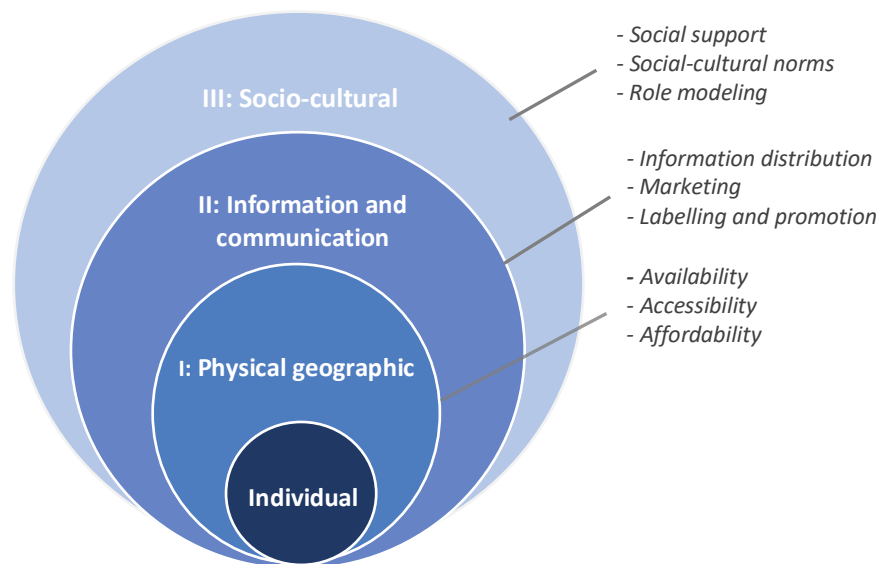 - Social support
- Social-cultural norms
- Role modeling
III: Socio-cultural
- Information distribution
- Marketing
- Labelling and promotion
II: Information and
communication
- Availability
- Accessibility
- Affordability
I: Physical geographic
Individual